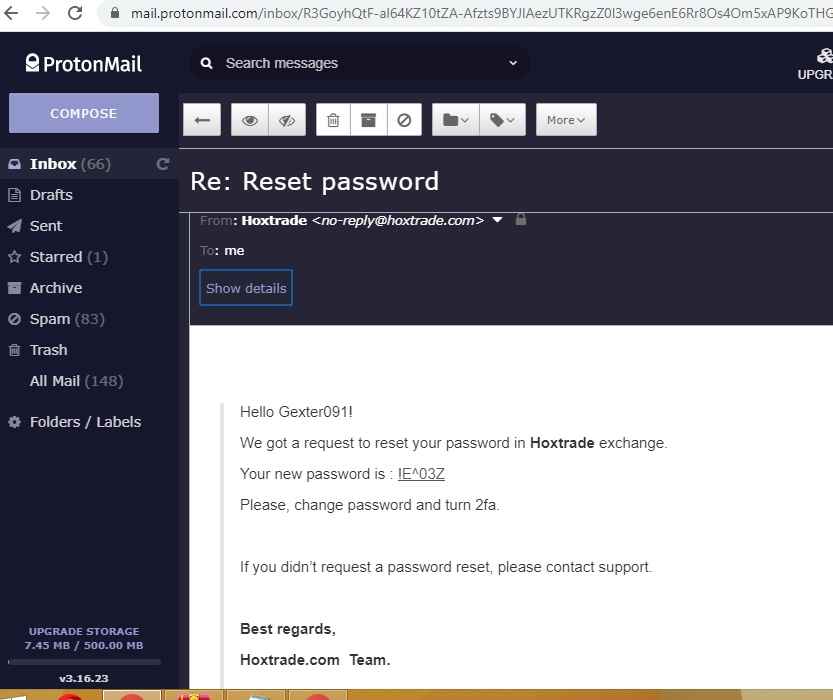 mail.protonmail.com/inbox/R3GoyhQtF-al64KZ10tZA-Afzts9BYJIAezUTKRgzZ0I3wge6enE6Rr8Os4Om5xAP9KoTHG
ProtonMail
Search messages
UPGR
COMPOSE
More
Inbox (66)
Re: Reset password
Drafts
From: Hoxtrade <no-reply@hoxtrade.com>
Sent
To: me
Starred (1)
Show details
Archive
Spam (83)
Trash
All Mail (148)
Folders / Labels
Hello Gexter091!
We got a request to reset your password in Hoxtrade exchange.
Your new password is : !E^03Z
Please, change password and turn 2fa.
If you didn't request a password reset, please contact support.
Best regards,
Hoxtrade.com Team.
UPGRADE STORAGE
7.45 MB / 500.00 MB
v3.16.23